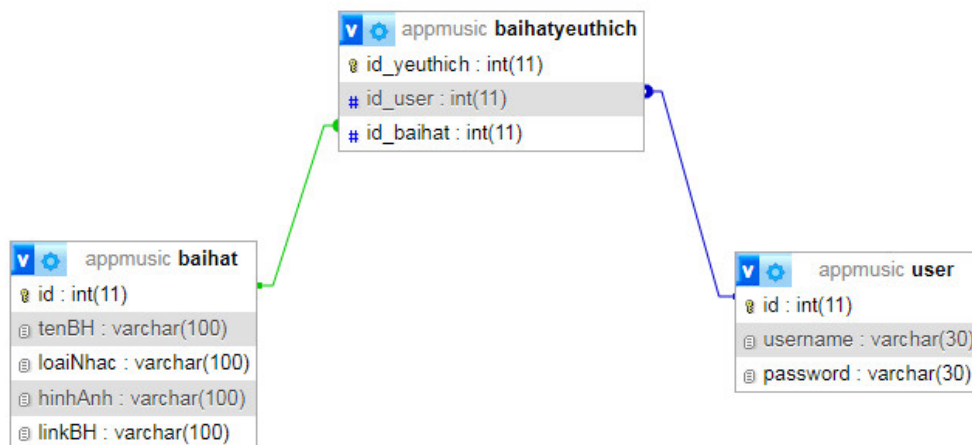 v appmusic baihatyeuthich
id_yeuthich : int(11)
# id_user : int(11)
# id_baihat : int(11)
v appmusic baihat
id : int(11)
tenBH : varchar(100)
loaiNhac : varchar(100)
hinhAnh : varchar(100)
linkBH : varchar(100)
v appmusic user
id : int(11)
username : varchar(30)
password : varchar(30)